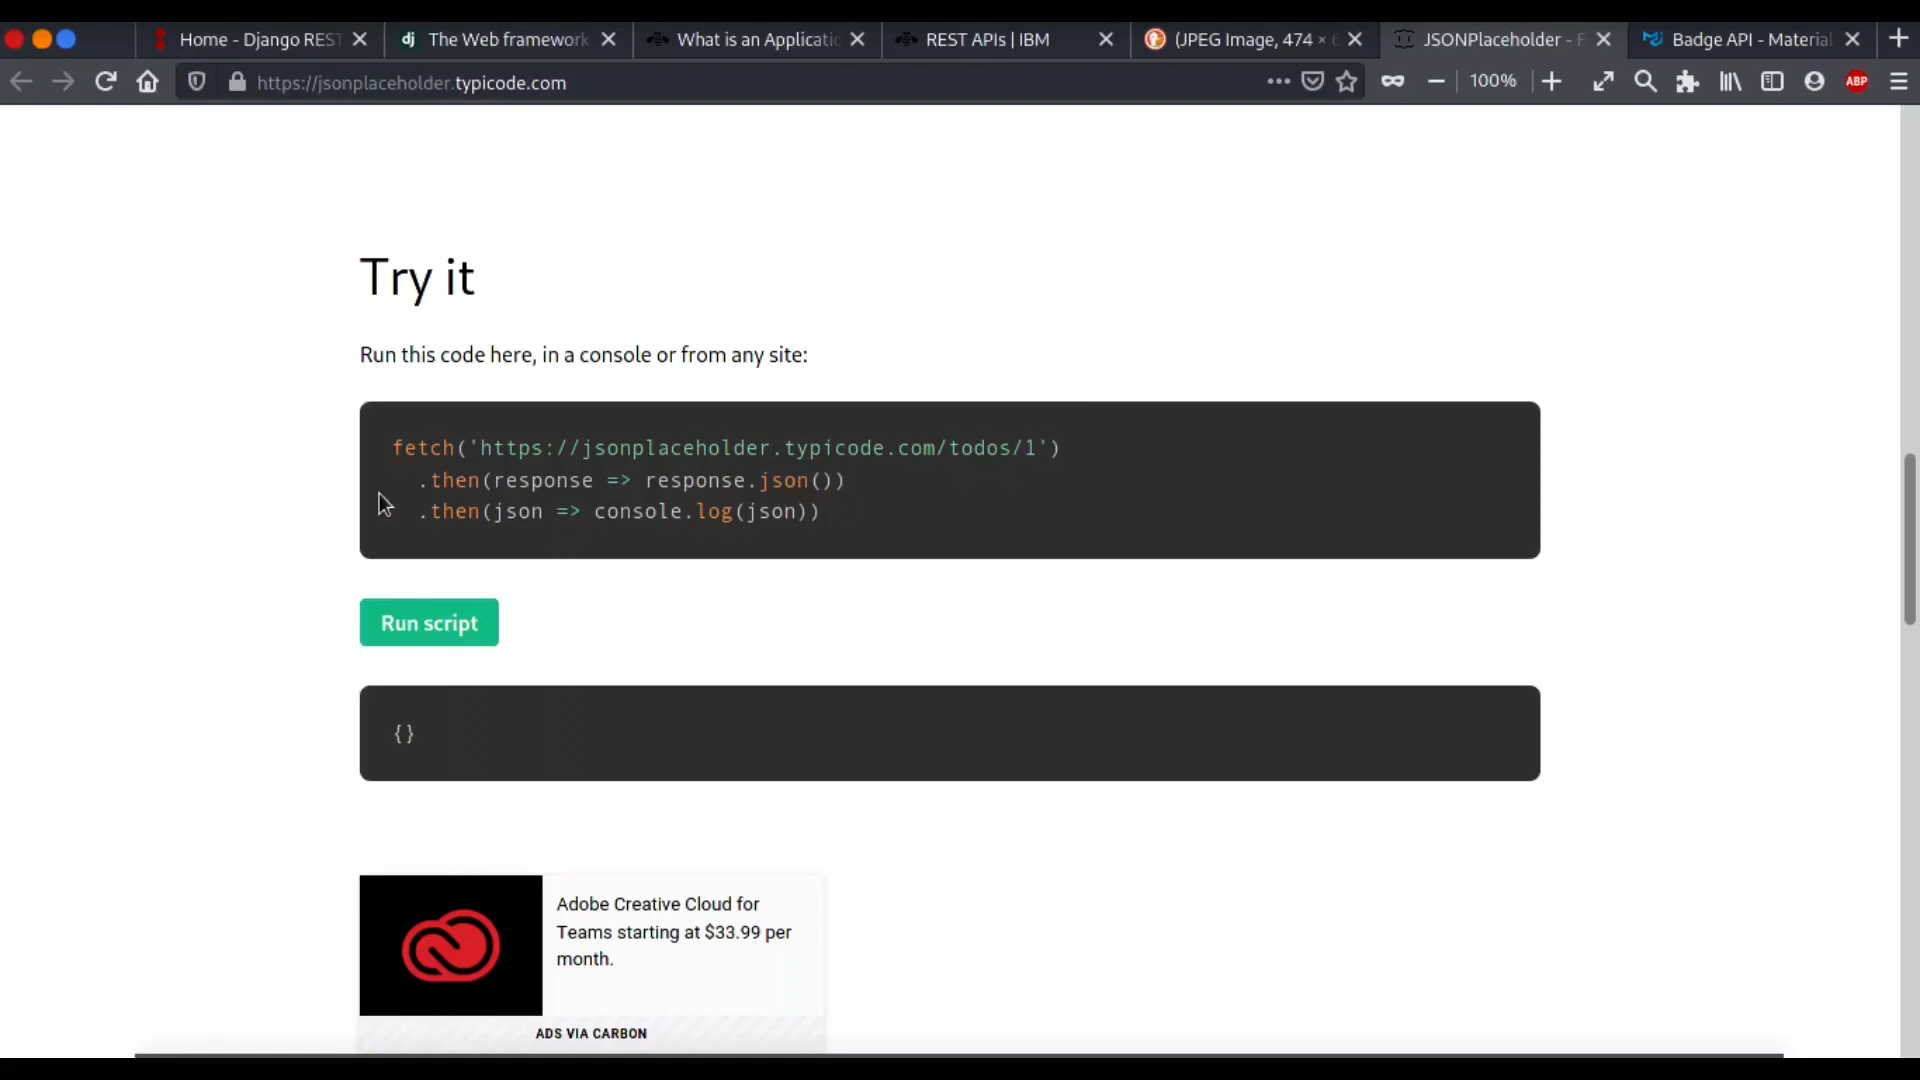 Home - Django REST
The Web framework
What is an Applicatio
REST APIs | IBM
(JPEG Image, 474 ×
JSONPlaceholder - F
Badge API - Material
https://jsonplaceholder.typicode.com
100%
ABP
Try it
Run this code here, in a console or from any site:
fetch('https://jsonplaceholder.typicode.com/todos/1')
.then(response => response.json())
.then(json => console.log(json))
Run script
{}
Adobe Creative Cloud for
Teams starting at $33.99 per
month.
ADS VIA CARBON